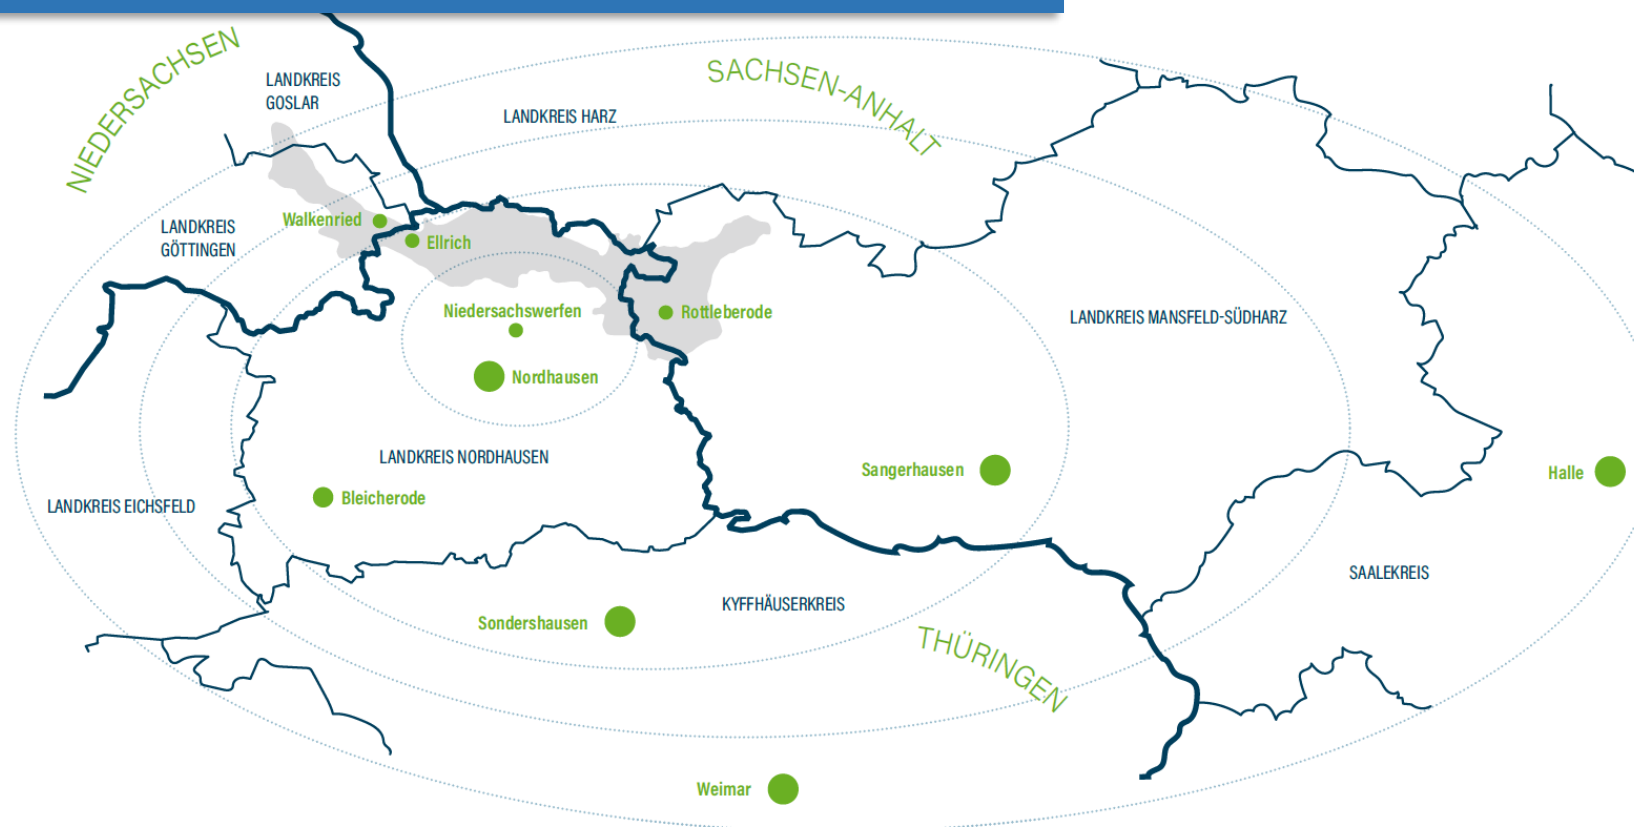 NIEDERSACHSEN
LANDKREIS
GOSLAR
LANDKREIS HARZ
SACHSEN-ANHALT
LANDKREIS
GÖTTINGEN
Walkenried
Ellrich
Niedersachswerfen
Rottleberode
LANDKREIS MANSFELD-SÜDHARZ
Nordhausen
LANDKREIS NORDHAUSEN
Sangerhausen
Halle
Bleicherode
LANDKREIS EICHSFELD
SAALEKREIS
KYFFHÄUSERKREIS
Sondershausen
THÜRINGEN
Weimar